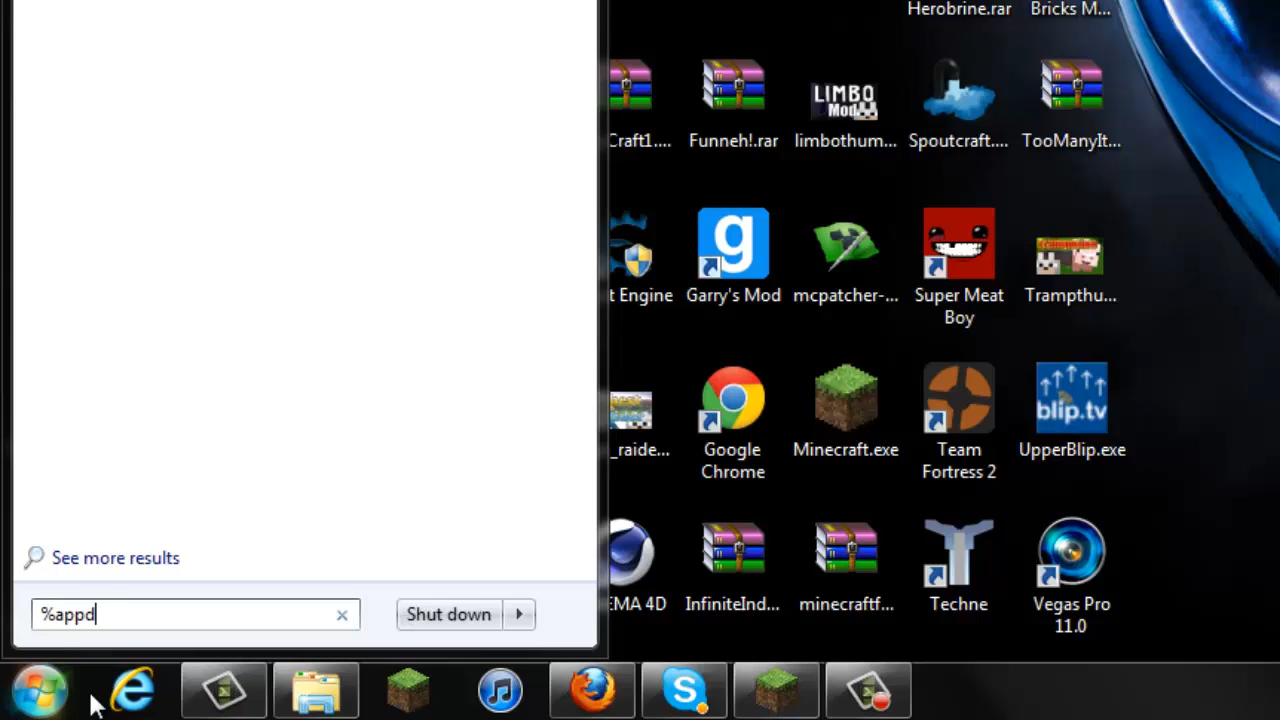 Herobrine.rar
Bricks M...
Craft1....
Funneh!.rar
LIMBO
Mod
limbothum...
Spoutcraft....
TooManyIt...
t Engine
g
Garry's Mod
mcpatcher-...
Super Meat
Boy
Trampthu...
_raide...
Google
Chrome
Minecraft.exe
Team
Fortress 2
blip.tv
UpperBlip.exe
EMA 4D
InfiniteInd...
minecraftf...
Techne
Vegas Pro
11.0
See more results
%appd
Shut down